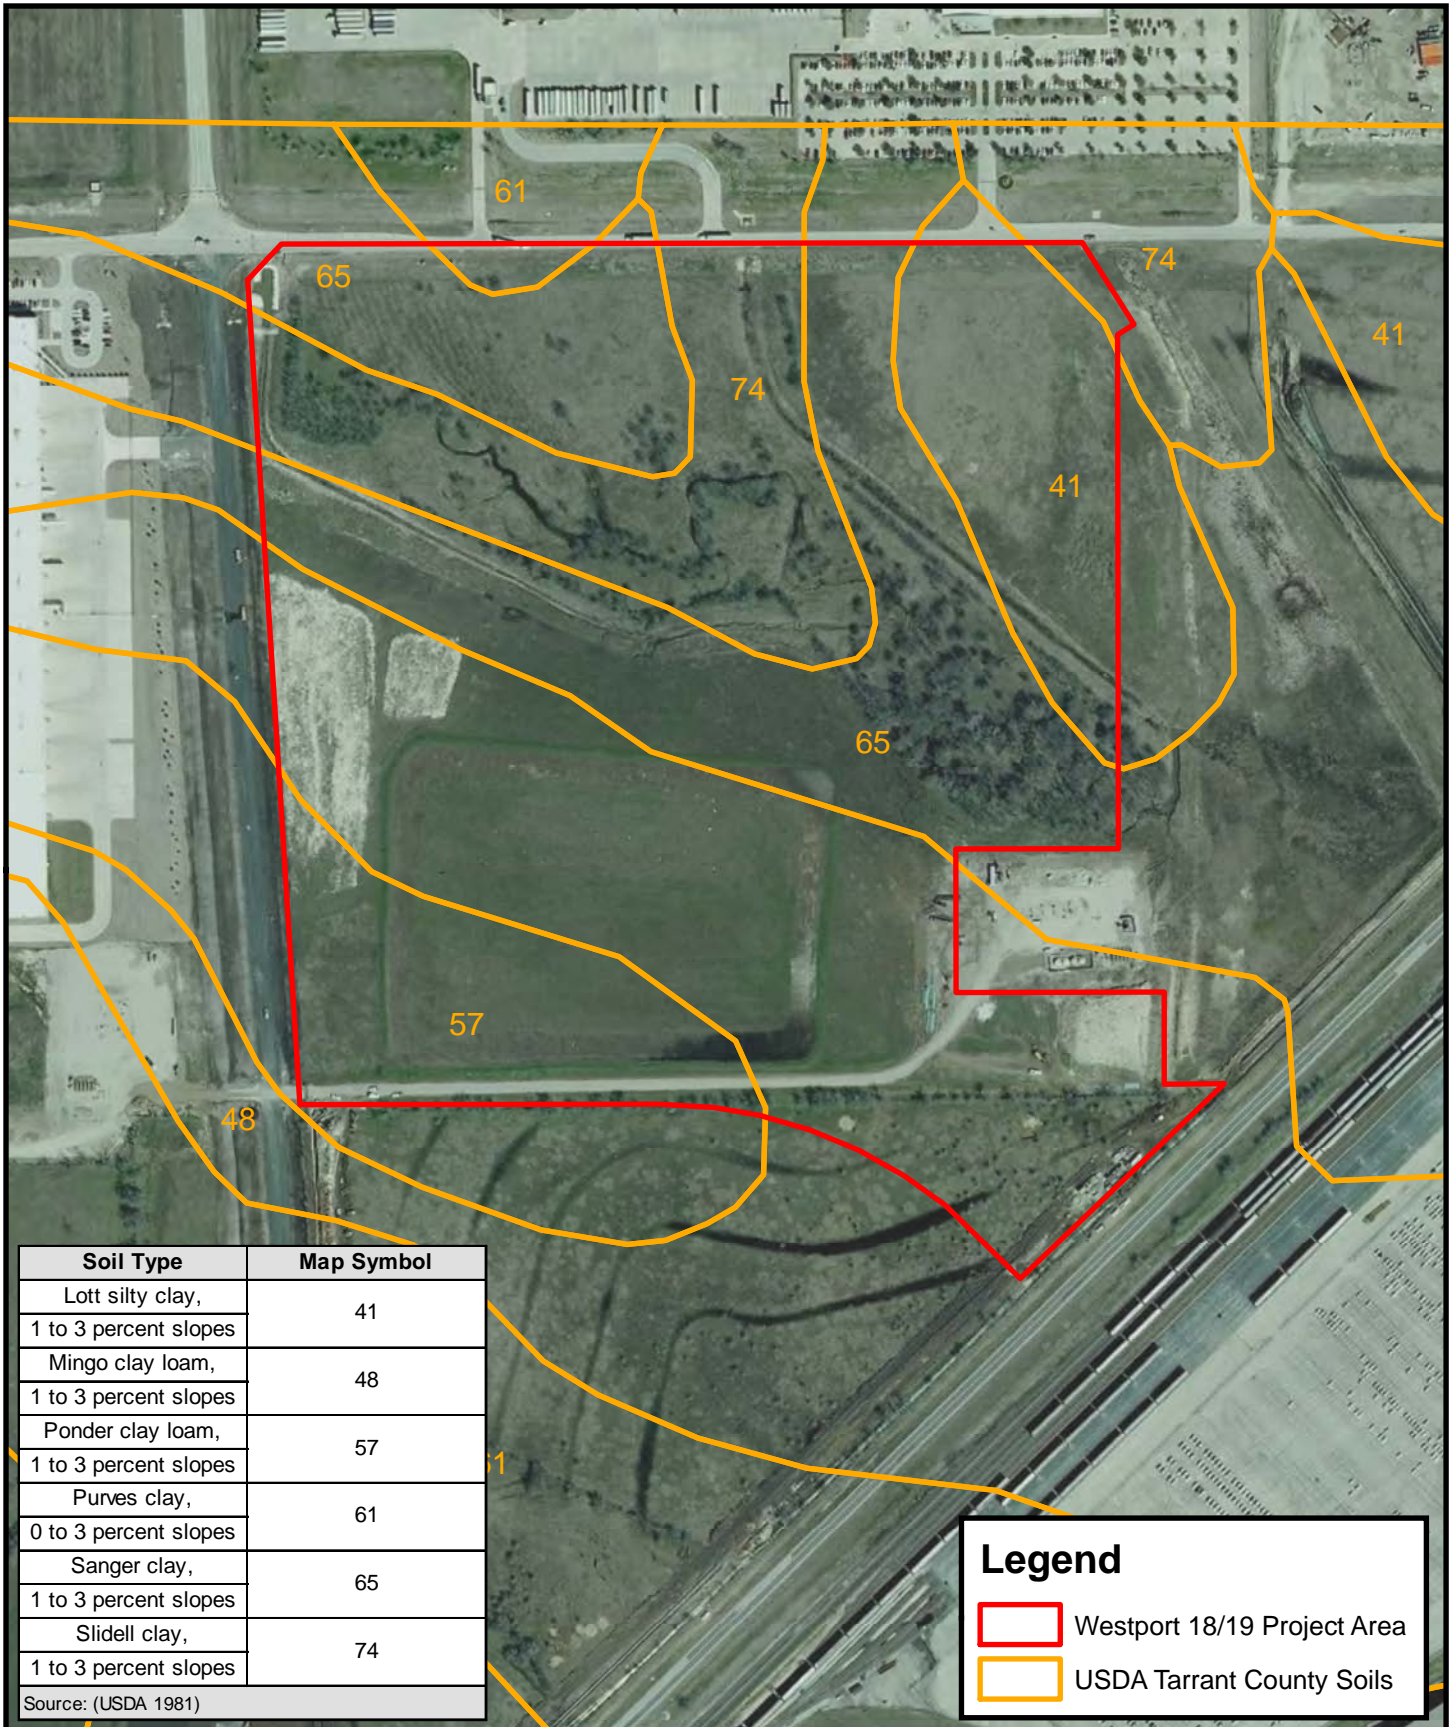 61
65
74
41
74
41
65
57
48
Soil Type Map Symbol
Lott silty clay,
1 to 3 percent slopes
41
Mingo clay loam,
1 to 3 percent slopes
48
Ponder clay loam,
1 to 3 percent slopes
57
Purves clay,
0 to 3 percent slopes
61
Sanger clay,
1 to 3 percent slopes
65
Slidell clay,
1 to 3 percent slopes
74
Source: (USDA 1981)
Legend
Westport 18/19 Project Area
USDA Tarrant County Soils